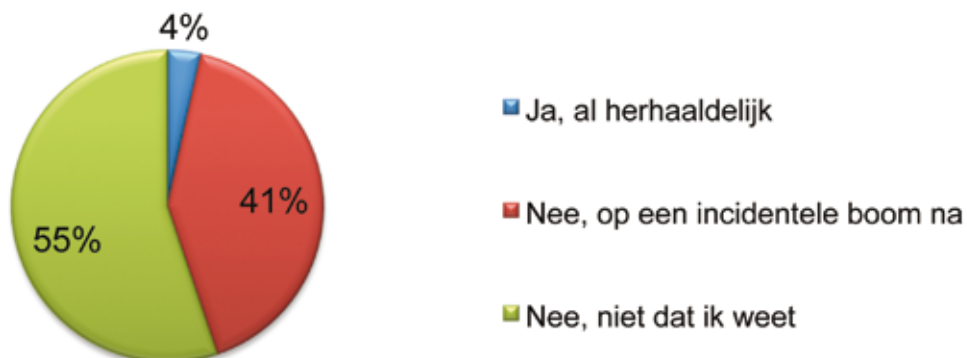 4%
41%
55%
Ja, al herhaaldelijk
Nee, op een incidentele boom na
Nee, niet dat ik weet